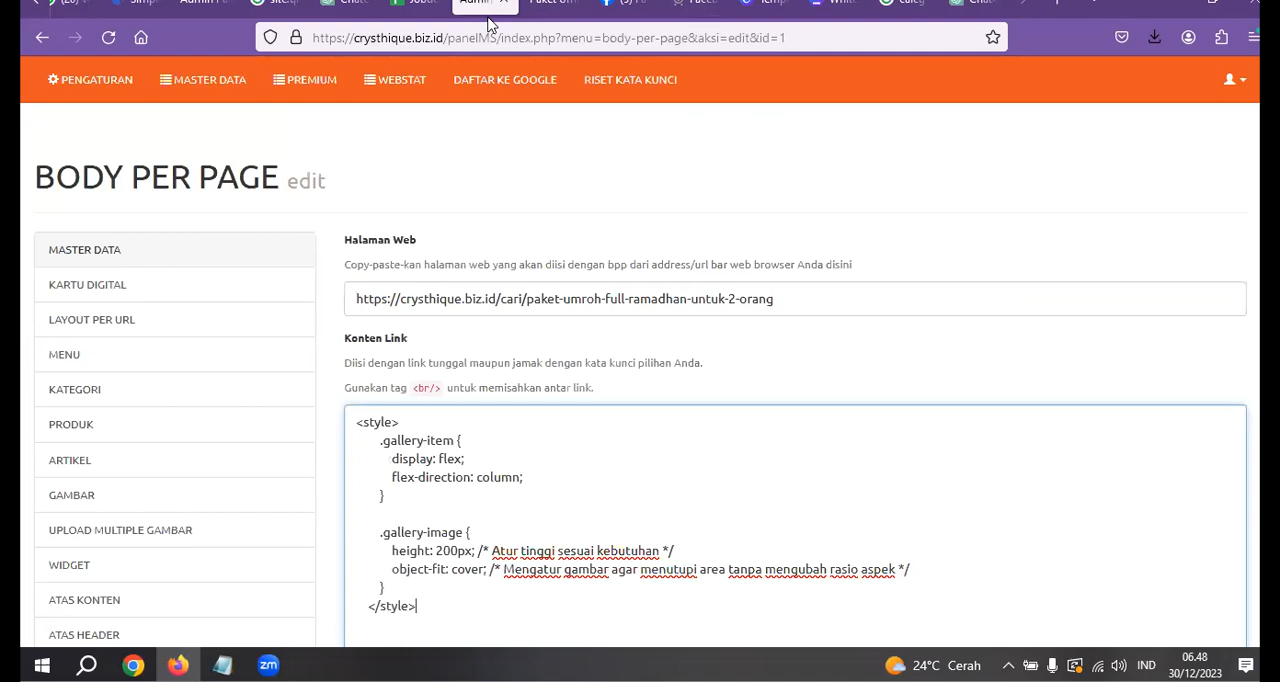 https://crysthique.biz.id/panelMS/index.php?menu=body-per-page&aksi=edit&id=1
PENGATURAN
MASTER DATA
PREMIUM
WEBSTAT
DAFTAR KE GOOGLE
RISET KATA KUNCI
BODY PER PAGE edit
MASTER DATA
KARTU DIGITAL
LAYOUT PER URL
MENU
KATEGORI
PRODUK
ARTIKEL
GAMBAR
UPLOAD MULTIPLE GAMBAR
WIDGET
ATAS KONTEN
ATAS HEADER
Halaman Web
Copy-paste-kan halaman web yang akan diisi dengan bpp dari address/url bar web browser Anda disini
https://crysthique.biz.id/cari/paket-umroh-full-ramadhan-untuk-2-orang
Konten Link
Diisi dengan link tunggal maupun jamak dengan kata kunci pilihan Anda.
Gunakan tag <br/> untuk memisahkan antar link.
<style>
.gallery-item {
display: flex;
flex-direction: column;
}
.gallery-image {
height: 200px; /* Atur tinggi sesuai kebutuhan */
object-fit: cover; /* Mengatur gambar agar menutupi area tanpa mengubah rasio aspek */
}
</style>
zm
24°C Cerah
IND
06.48
30/12/2023